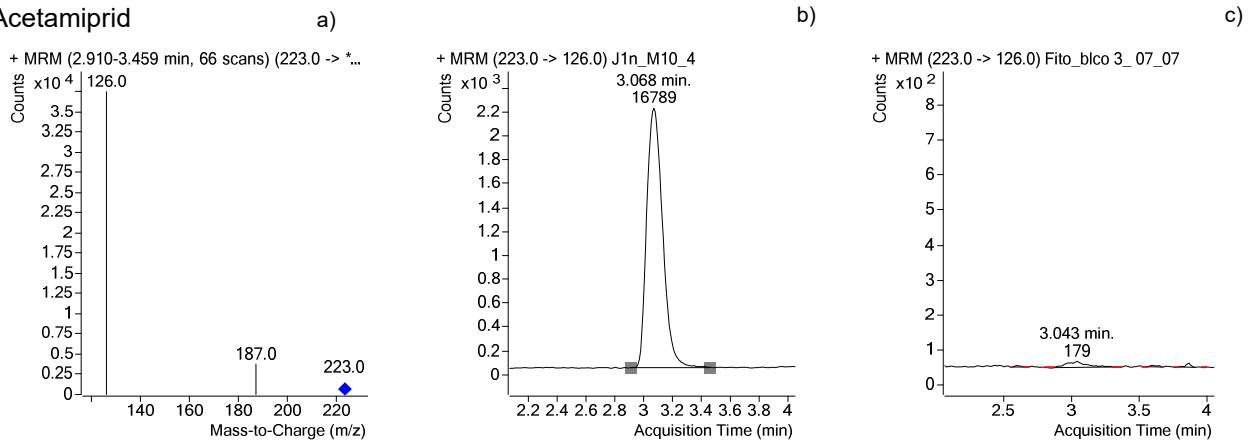 Acetamiprid
a)
b)
c)
+ MRM (2.910-3.459 min, 66 scans) (223.0 -> *...
Counts
x10 4
126.0
3.5
3.25
3
2.75
2.5
2.25
2
1.75
1.5
1.25
1
0.75
0.5
0.25
0
187.0
223.0
140 160 180 200 220
Mass-to-Charge (m/z)
+ MRM (223.0 -> 126.0) J1n_M10_4
Counts
x10 3
3.068 min.
16789
2.2
2
1.8
1.6
1.4
1.2
1
0.8
0.6
0.4
0.2
0
2.2 2.4 2.6 2.8 3 3.2 3.4 3.6 3.8 4
Acquisition Time (min)
+ MRM (223.0 -> 126.0) Fito_blco 3_ 07_07
Counts
x10 2
8
7
6
5
4
3
2
1
0
3.043 min.
179
2.5 3 3.5 4
Acquisition Time (min)